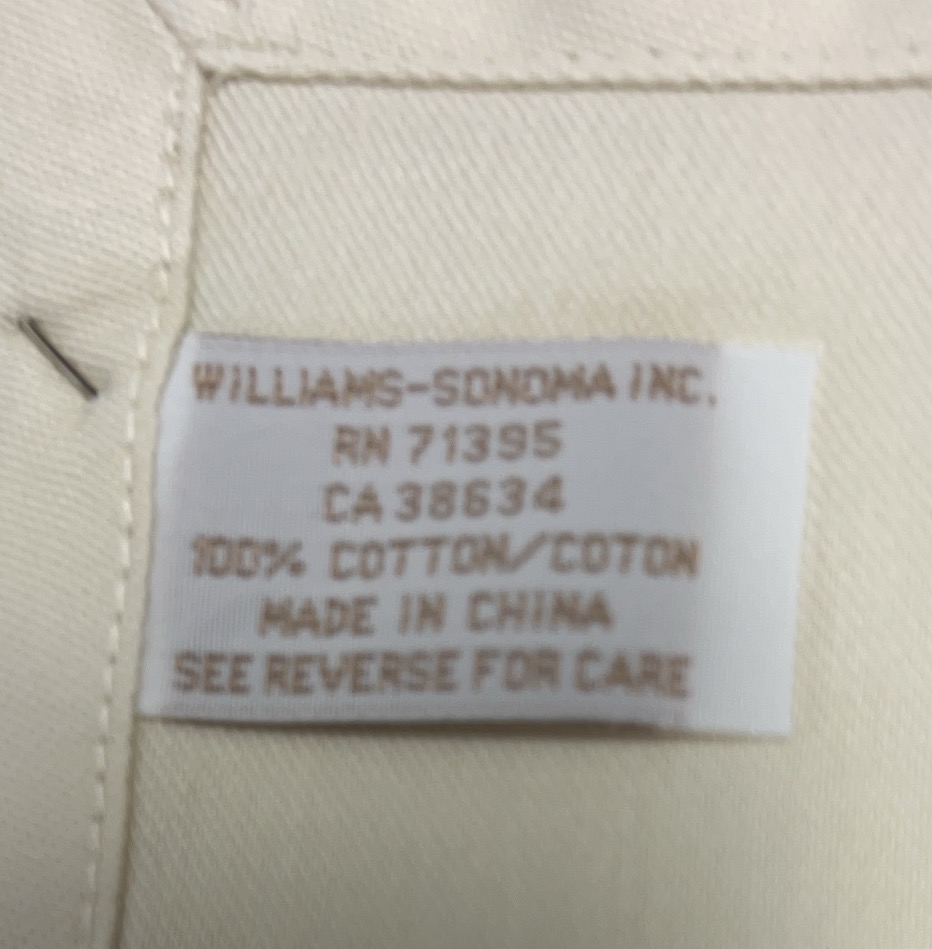 WILLIAMS-SONOMA INC.
RN 71395
CA 38634
100% COTTON/COTON
MADE IN CHINA
SEE REVERSE FOR CARE